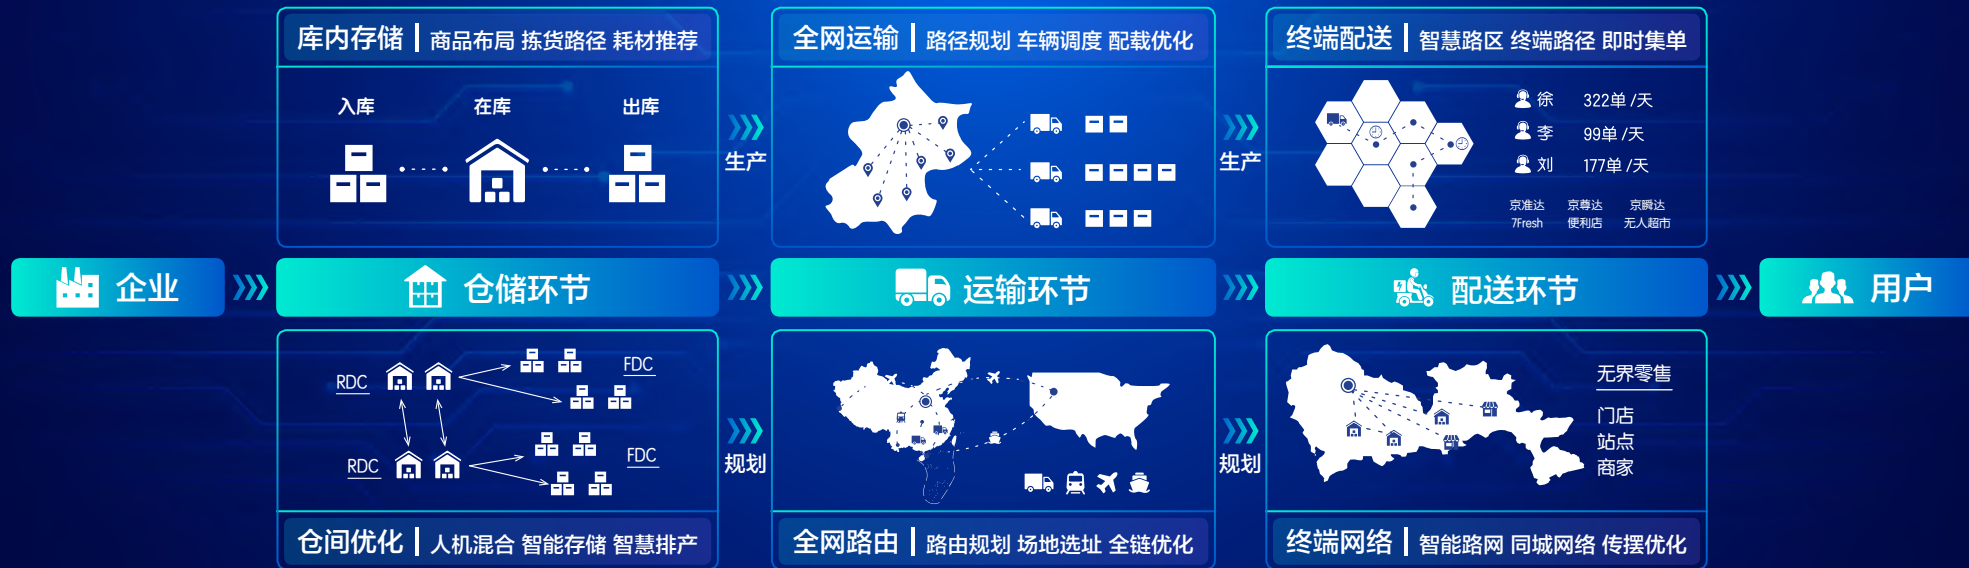 库内存储 | 商品布局 拣货路径 耗材推荐
入库 在库 出库
生产
全网运输 | 路径规划 车辆调度 配载优化
生产
终端配送 | 智慧路区 终端路径 即时集单
徐 322单 /天
李 99单 /天
刘 177单 /天
京准达 京尊达 京瞬达
7Fresh 便利店 无人超市
企业
仓储环节
运输环节
配送环节
用户
RDC
FDC
RDC
FDC
仓间优化 | 人机混合 智能存储 智慧排产
规划
全网路由 | 路由规划 场地选址 全链优化
规划
无界零售
门店
站点
商家
终端网络 | 智能路网 同城网络 传摆优化